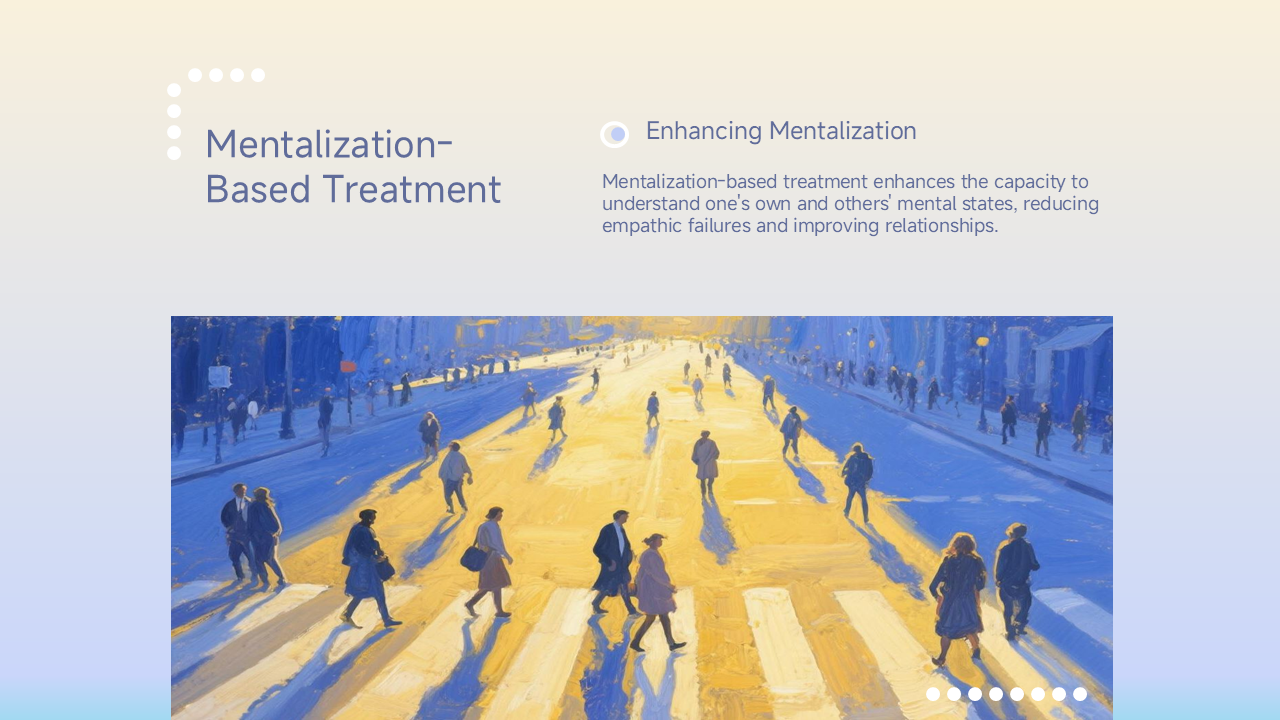 Mentalization-
Based Treatment
Enhancing Mentalization
Mentalization-based treatment enhances the capacity to
understand one's own and others' mental states, reducing
empathic failures and improving relationships.